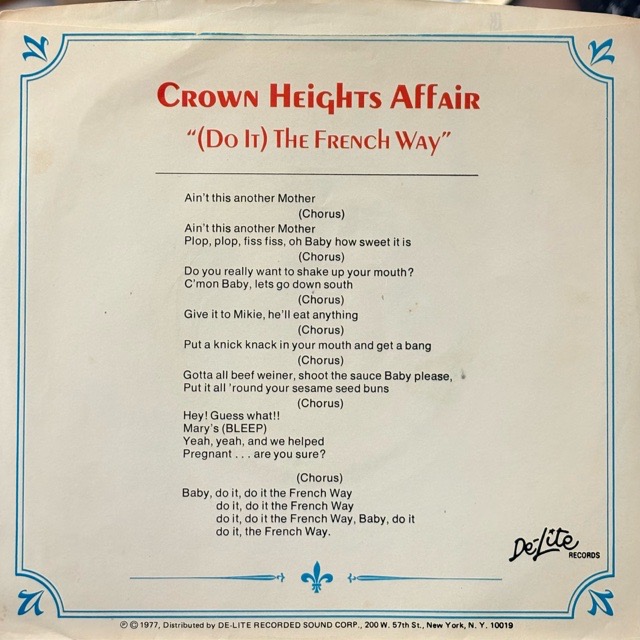 Crown Heights Affair
"(Do It) The French Way"
Ain't this another Mother
(Chorus)
Ain't this another Mother
Plop, plop, fiss fiss, oh Baby how sweet it is
(Chorus)
Do you really want to shake up your mouth?
C'mon Baby, lets go down south
(Chorus)
Give it to Mikie, he'll eat anything
(Chorus)
Put a knick knack in your mouth and get a bang
(Chorus)
Gotta all beef weiner, shoot the sauce Baby please,
Put it all 'round your sesame seed buns
(Chorus)
Hey! Guess what!!
Mary's (BLEEP)
Yeah, yeah, and we helped
Pregnant . . . are you sure?
(Chorus)
Baby, do it, do it the French Way
do it, do it the French Way
do it, do it the French Way, Baby, do it
do it, the French Way.
De-Lite
RECORDS
℗ © 1977, Distributed by DE-LITE RECORDED SOUND CORP., 200 W. 57th St., New York, N. Y. 10019